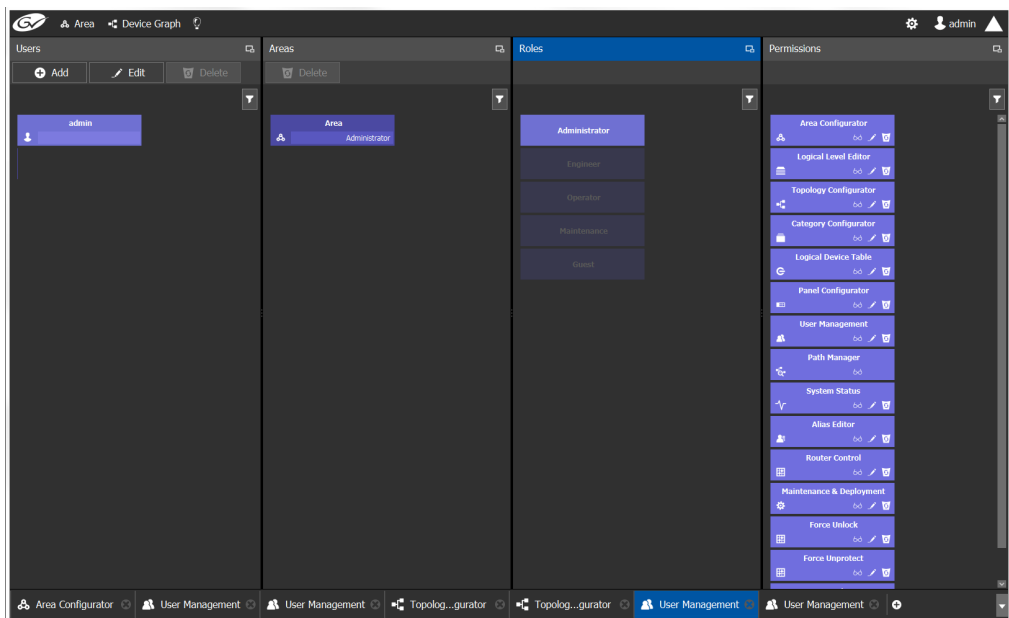 GV Area Device Graph admin
Users Areas Roles Permissions
Add Edit Delete Delete
admin
Area
Administrator
Administrator
Engineer
Operator
Maintenance
Guest
Area Configurator
Logical Level Editor
Topology Configurator
Category Configurator
Logical Device Table
Panel Configurator
User Management
Path Manager
System Status
Alias Editor
Router Control
Maintenance & Deployment
Force Unlock
Force Unprotect
Area Configurator User Management User Management Topolog...gurator Topolog...gurator User Management User Management